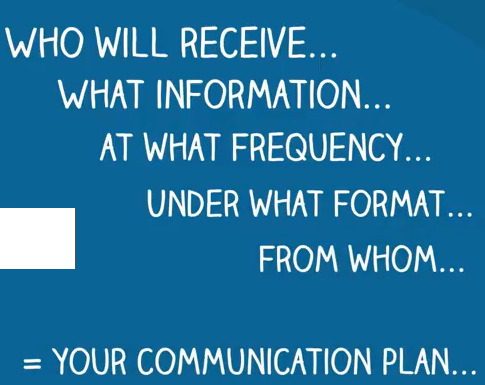 WHO WILL RECEIVE...
WHAT INFORMATION...
AT WHAT FREQUENCY...
UNDER WHAT FORMAT...
FROM WHOM...
= YOUR COMMUNICATION PLAN...